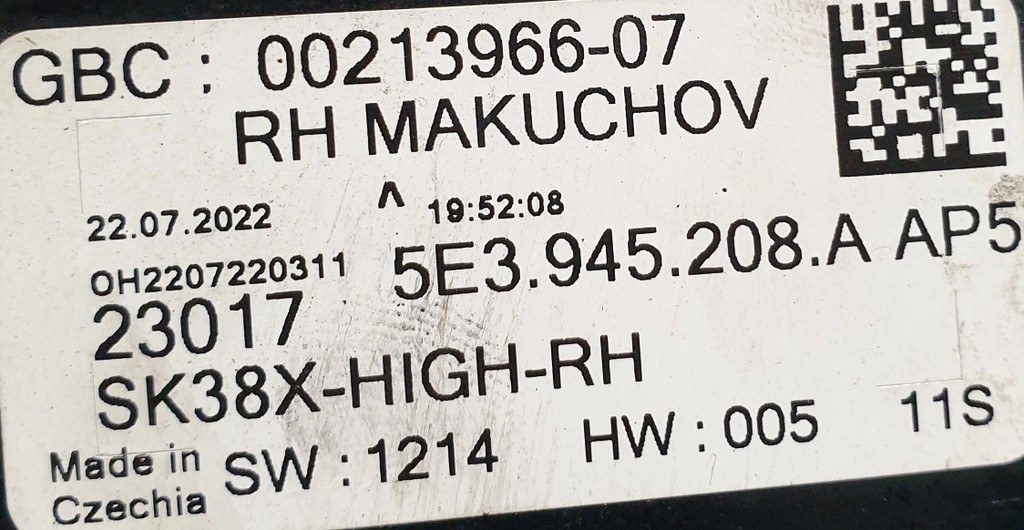 GBC : 00213966-07
RH MAKUCHOV
22.07.2022 ^ 19:52:08
OH2207220311 5E3.945.208.A AP5
23017
SK38X-HIGH-RH
Made in SW : 1214 HW : 005 11S
Czechia